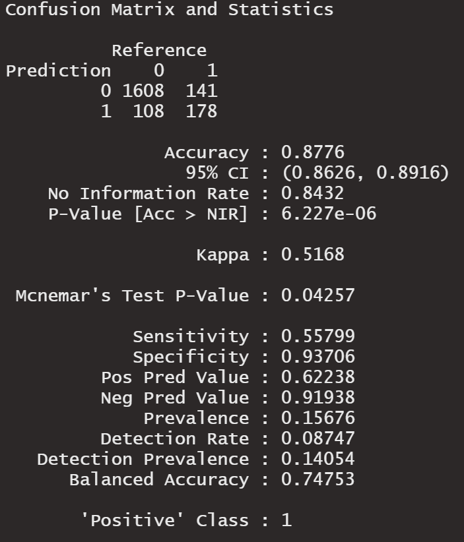 Confusion Matrix and Statistics
Reference
Prediction 0 1
0 1608 141
1 108 178
Accuracy : 0.8776
95% CI : (0.8626, 0.8916)
No Information Rate : 0.8432
P-Value [Acc > NIR] : 6.227e-06
Kappa : 0.5168
Mcnemar's Test P-Value : 0.04257
Sensitivity : 0.55799
Specificity : 0.93706
Pos Pred Value : 0.62238
Neg Pred Value : 0.91938
Prevalence : 0.15676
Detection Rate : 0.08747
Detection Prevalence : 0.14054
Balanced Accuracy : 0.74753
'Positive' Class : 1